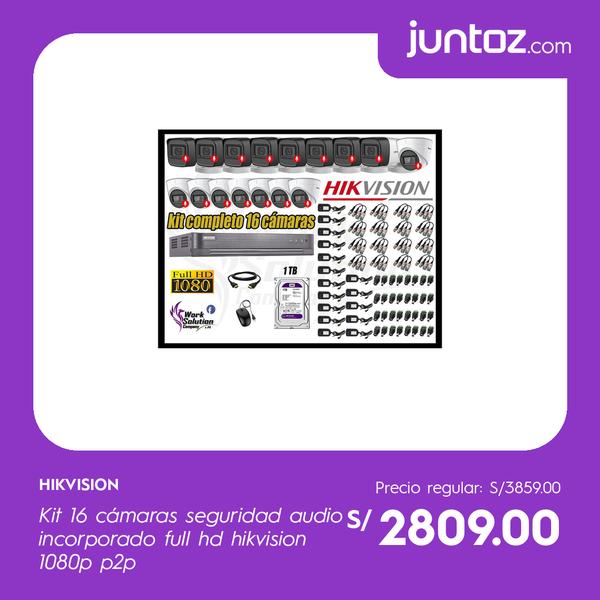 juntoz.com
HIKVISION
kit completo 16 cámaras
Full HD
1080
1 TB
Work
Solution
Company
HIKVISION
Precio regular: S/3859.00
Kit 16 cámaras seguridad audio
incorporado full hd hikvision
1080p p2p
S/ 2809.00